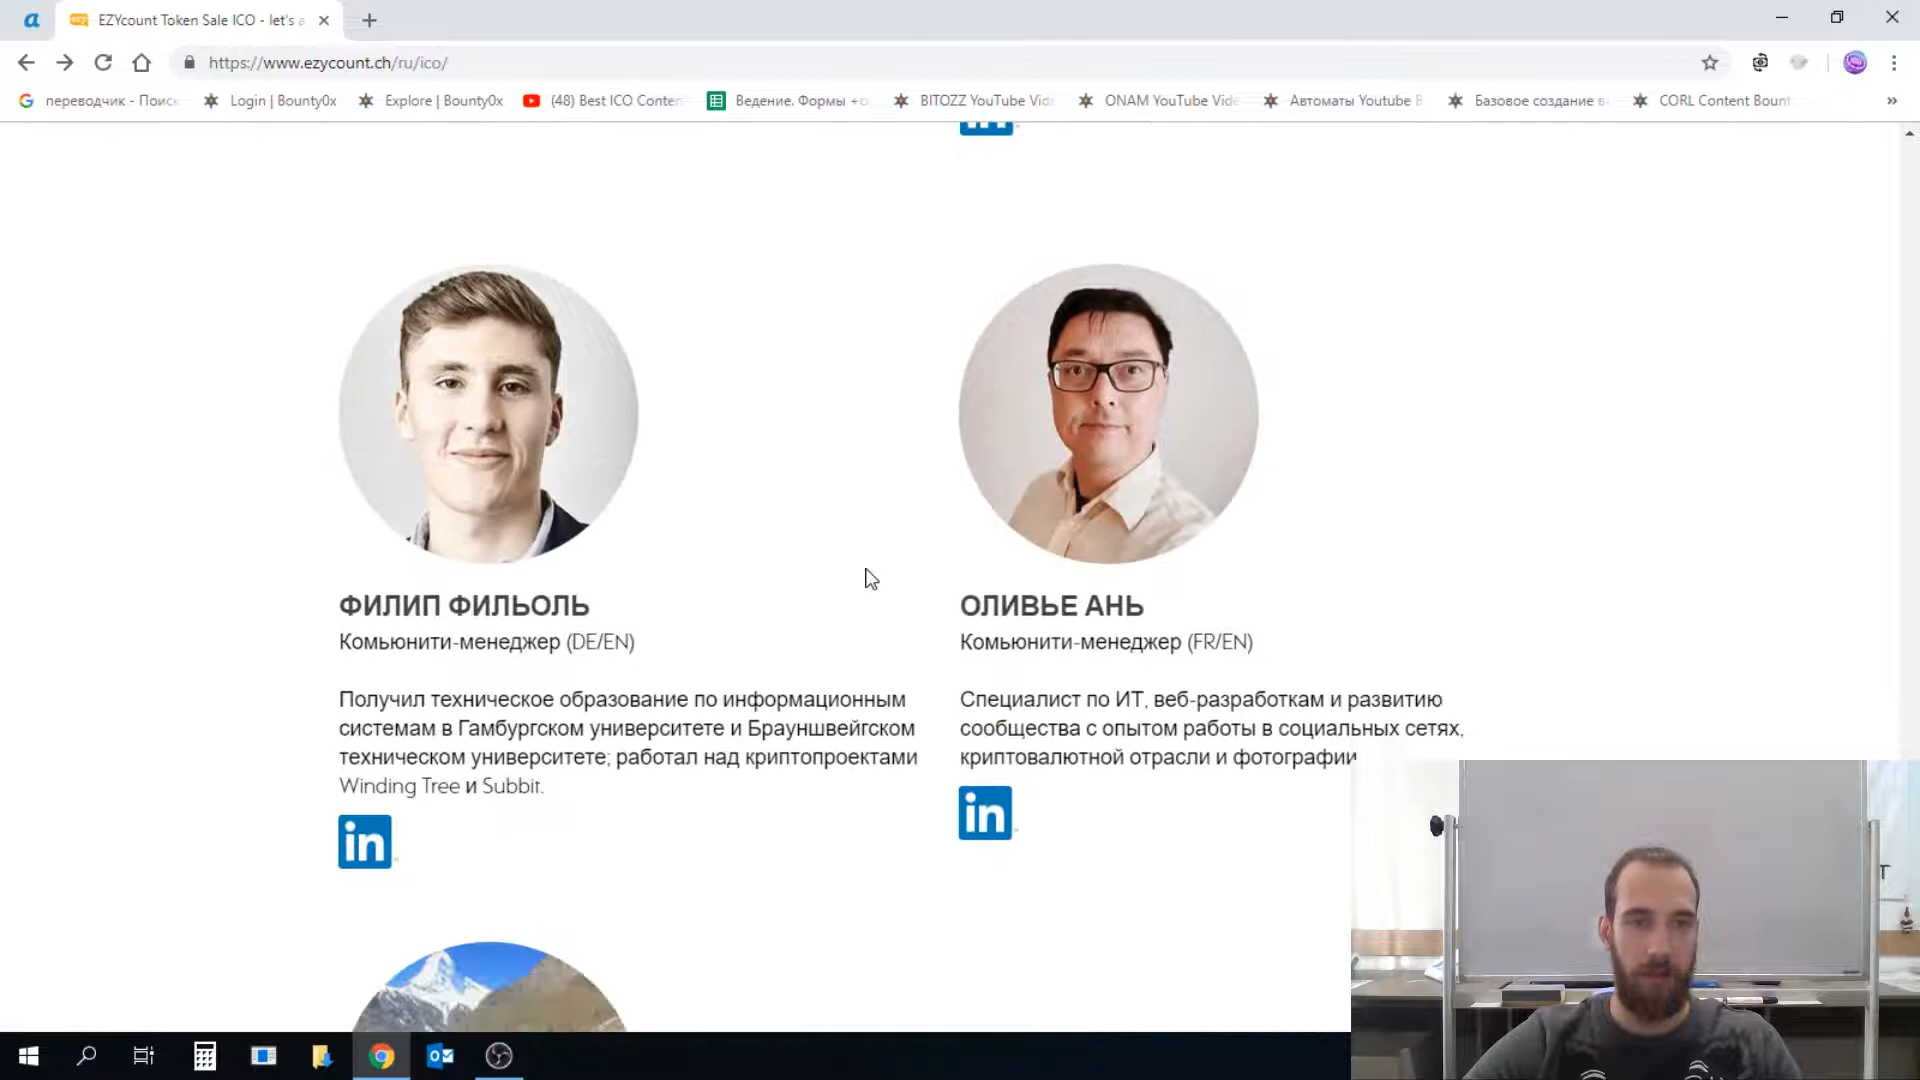 EZYcount Token Sale ICO - let's a
https://www.ezycount.ch/ru/ico/
переводчик - Поиск
Login | Bounty0x
Explore | Bounty0x
(48) Best ICO Conten
Ведение. Формы +о
BITOZZ YouTube Vide
ONAM YouTube Vide
Автоматы Youtube B
Базовое создание в
CORL Content Bount
ФИЛИП ФИЛЬОЛЬ
Комьюнити-менеджер (DE/EN)
Получил техническое образование по информационным
системам в Гамбургском университете и Брауншвейгском
техническом университете; работал над криптопроектами
Winding Tree и Subbit.
in
ОЛИВЬЕ АНЬ
Комьюнити-менеджер (FR/EN)
Специалист по ИТ, веб-разработкам и развитию
сообщества с опытом работы в социальных сетях,
криптовалютной отрасли и фотографии
in